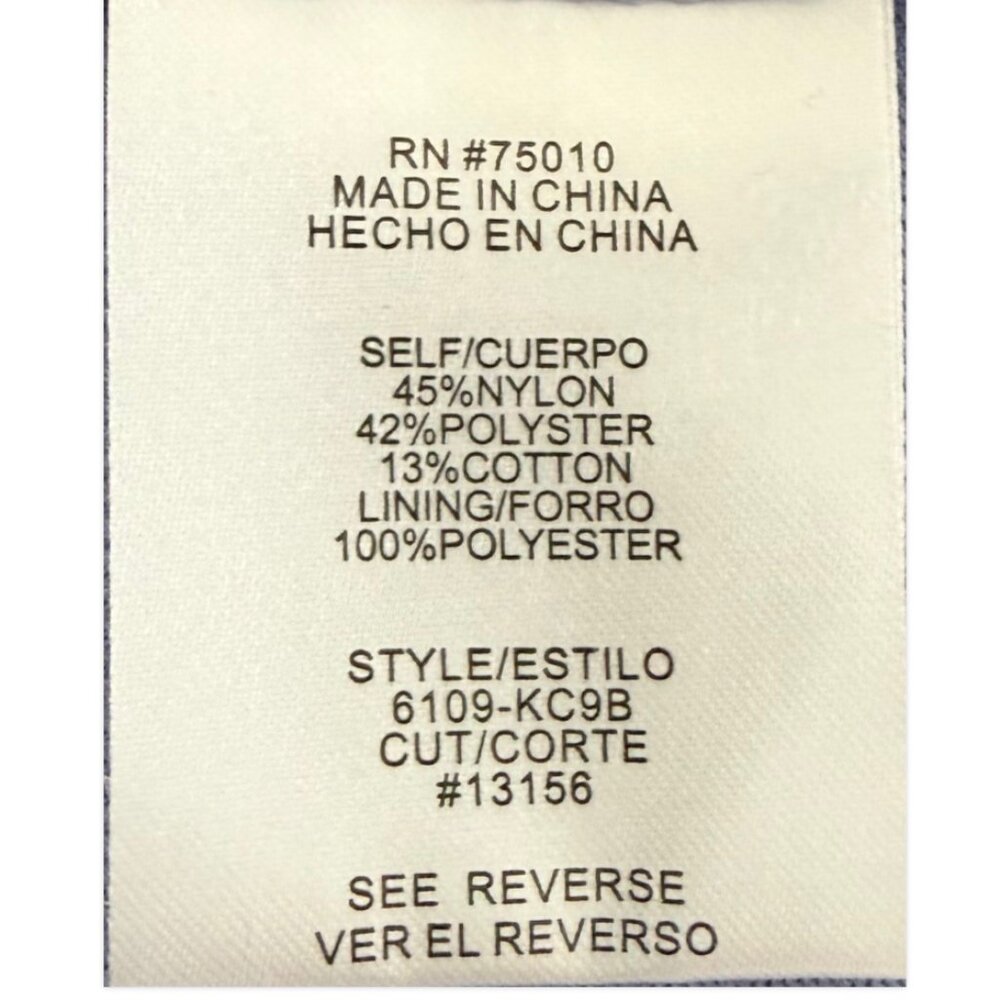 RN #75010
MADE IN CHINA
HECHO EN CHINA
SELF/CUERPO
45%NYLON
42%POLYSTER
13%COTTON
LINING/FORRO
100%POLYESTER
STYLE/ESTILO
6109-KC9B
CUT/CORTE
#13156
SEE REVERSE
VER EL REVERSO